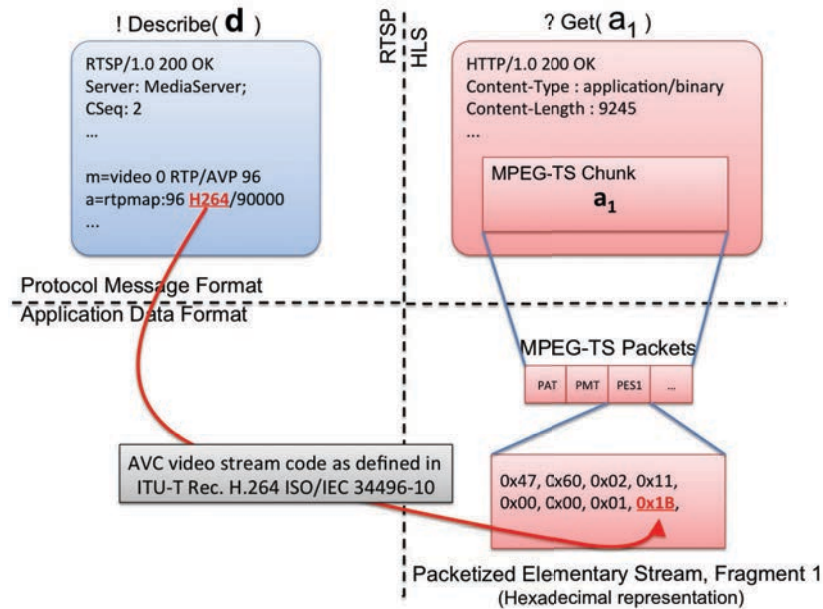 ! Describe( d )
RTSP/1.0 200 OK
Server: MediaServer;
CSeq: 2
...
m=video 0 RTP/AVP 96
a=rtpmap:96 H264/90000
...
RTSP
HLS
? Get( a1 )
HTTP/1.0 200 OK
Content-Type : application/binary
Content-Length : 9245
...
MPEG-TS Chunk
a1
Protocol Message Format
Application Data Format
MPEG-TS Packets
PAT PMT PES1 ...
AVC video stream code as defined in
ITU-T Rec. H.264 ISO/IEC 34496-10
0x47, 0x60, 0x02, 0x11,
0x00, 0x00, 0x01, 0x1B,
Packetized Elementary Stream, Fragment 1
(Hexadecimal representation)